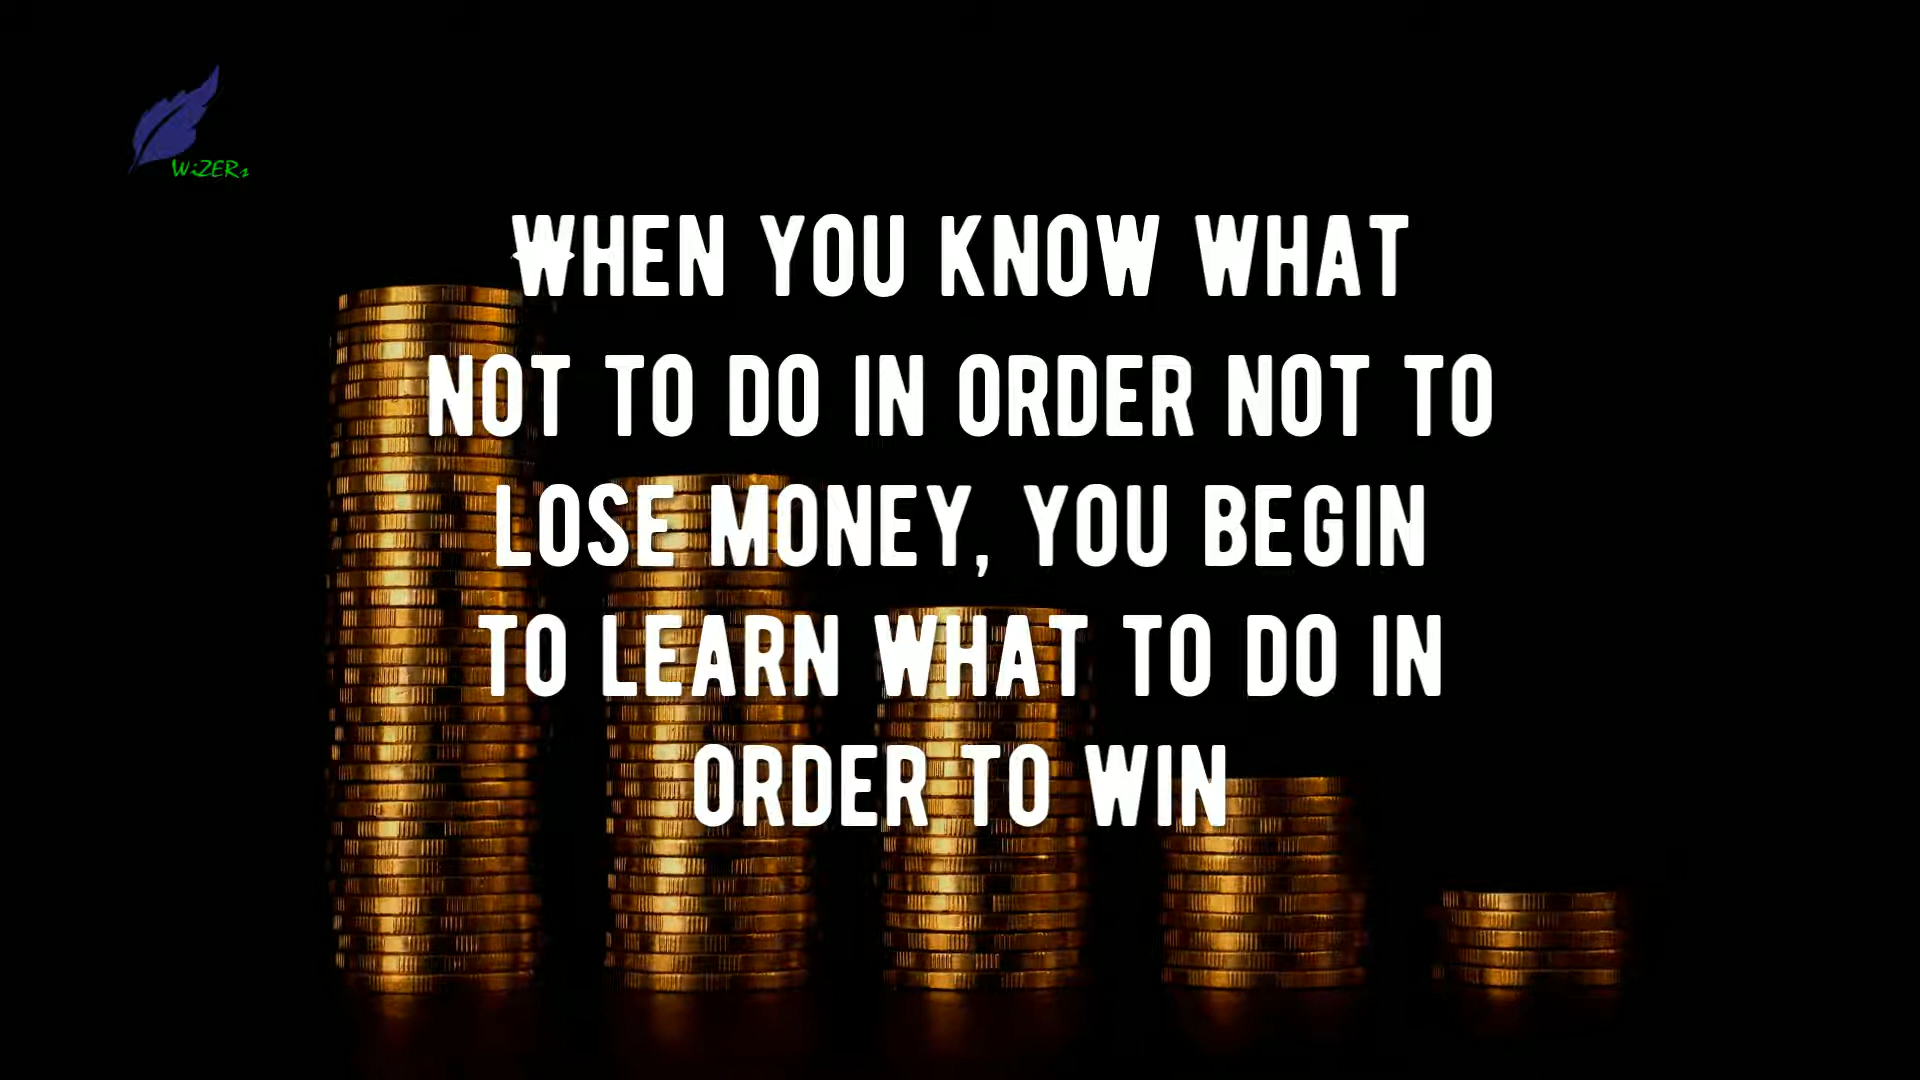 WiZERs
WHEN YOU KNOW WHAT
NOT TO DO IN ORDER NOT TO
LOSE MONEY, YOU BEGIN
TO LEARN WHAT TO DO IN
ORDER TO WIN